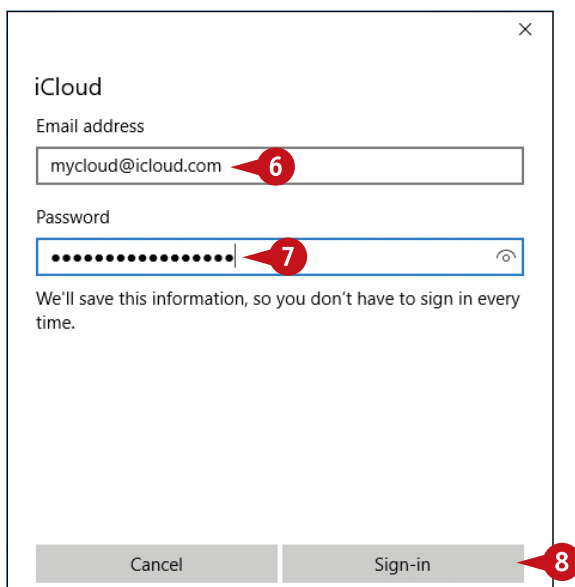 iCloud
Email address
mycloud@icloud.com 6
Password
••••••••••••••••• 7
We'll save this information, so you don't have to sign in every
time.
Cancel Sign-in 8